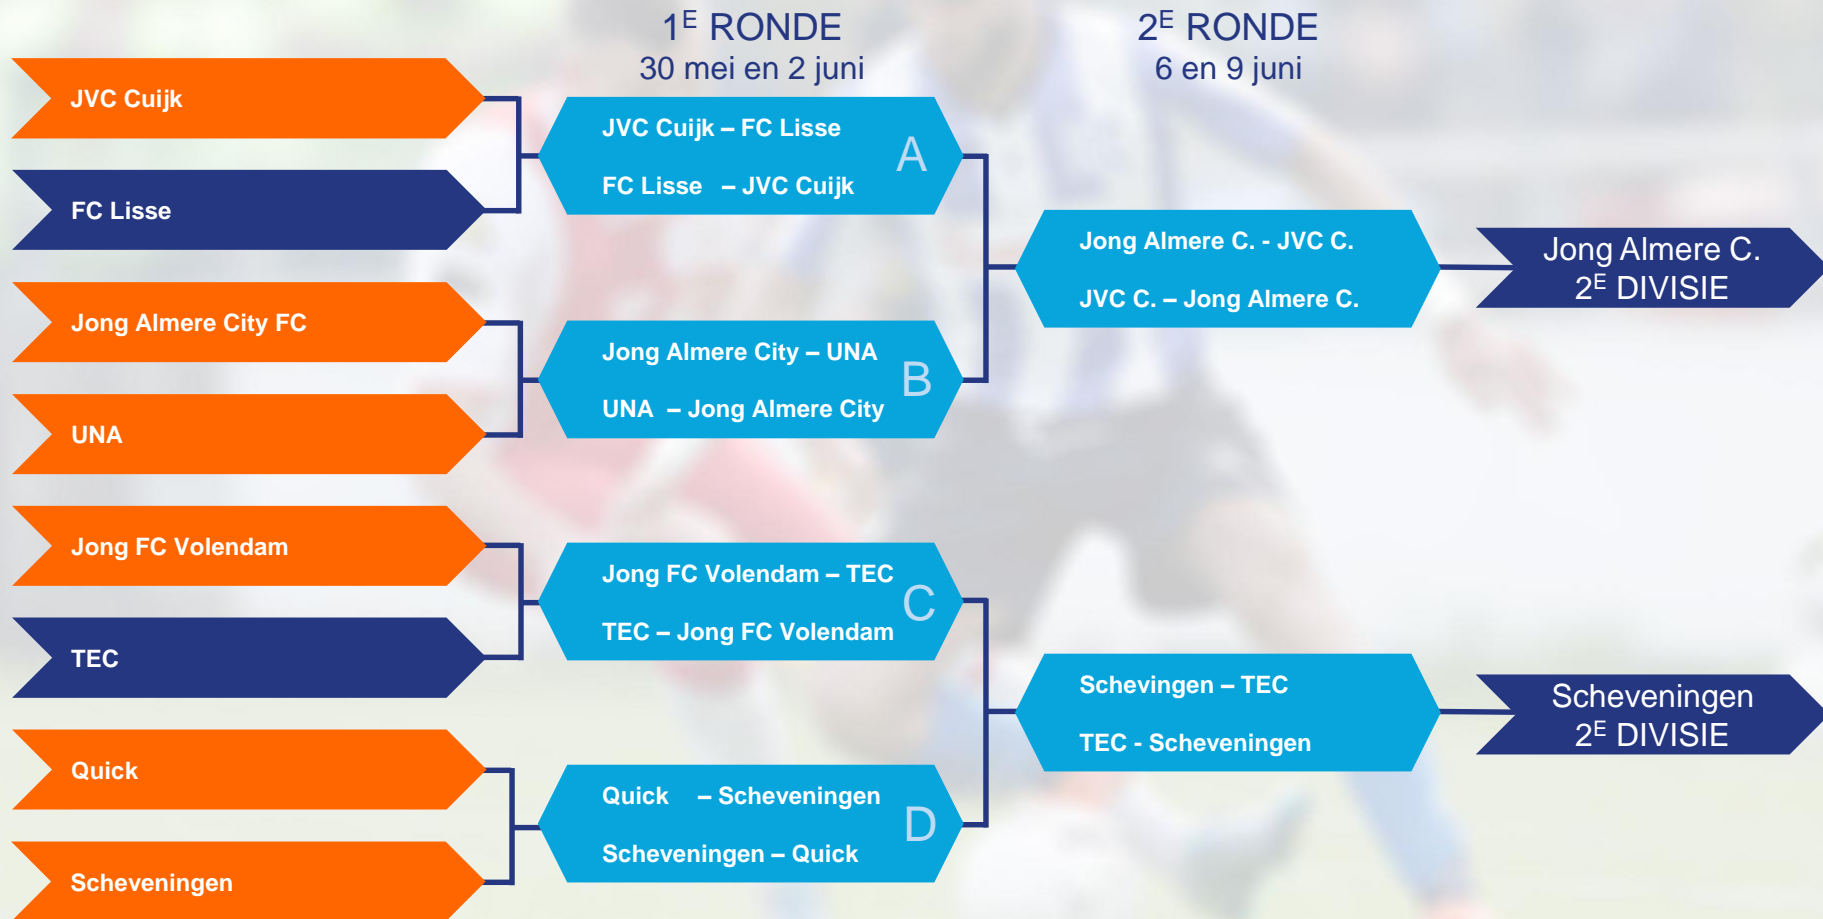 1E RONDE
30 mei en 2 juni
2E RONDE
6 en 9 juni
JVC Cuijk
FC Lisse
Jong Almere City FC
UNA
Jong FC Volendam
TEC
Quick
Scheveningen
JVC Cuijk – FC Lisse
FC Lisse – JVC Cuijk
A
Jong Almere City – UNA
UNA – Jong Almere City
B
Jong FC Volendam – TEC
TEC – Jong FC Volendam
C
Quick – Scheveningen
Scheveningen – Quick
D
Jong Almere C. - JVC C.
JVC C. – Jong Almere C.
Schevingen – TEC
TEC - Scheveningen
Jong Almere C.
2E DIVISIE
Scheveningen
2E DIVISIE